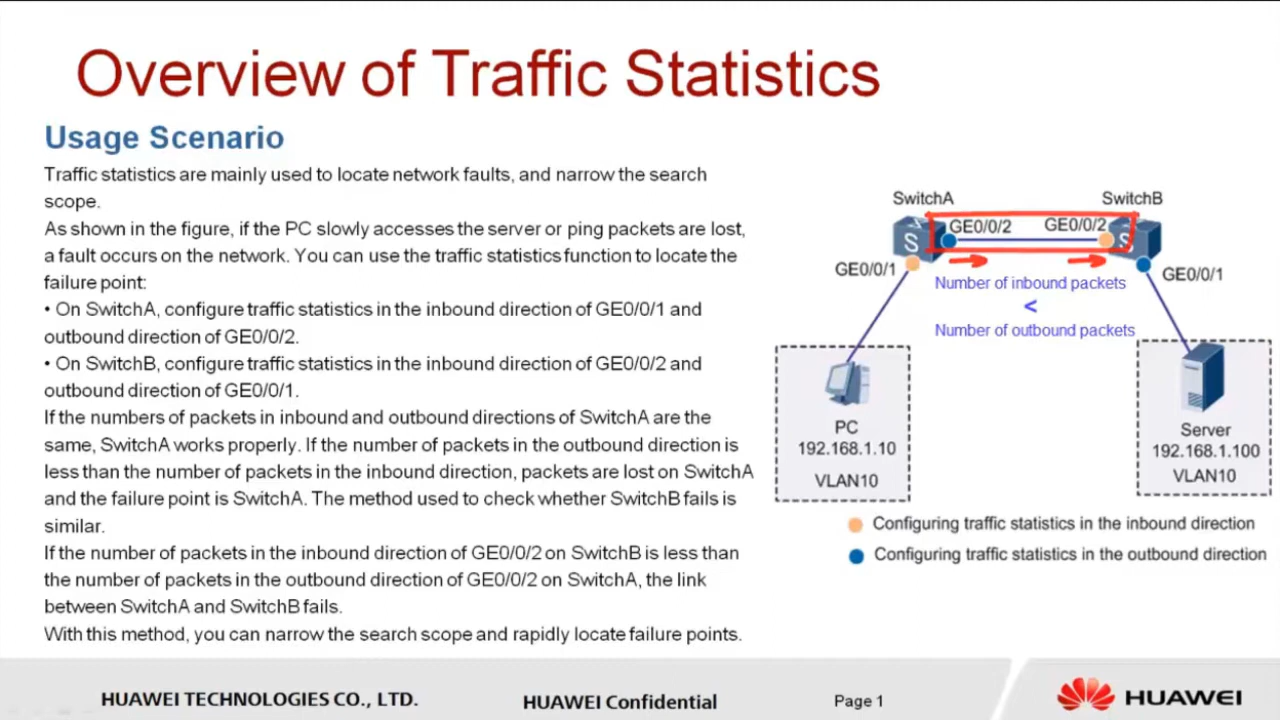 Overview of Traffic Statistics
Usage Scenario
Traffic statistics are mainly used to locate network faults, and narrow the search
scope.
As shown in the figure, if the PC slowly accesses the server or ping packets are lost,
a fault occurs on the network. You can use the traffic statistics function to locate the
failure point:
• On SwitchA, configure traffic statistics in the inbound direction of GE0/0/1 and
outbound direction of GE0/0/2.
• On SwitchB, configure traffic statistics in the inbound direction of GE0/0/2 and
outbound direction of GE0/0/1.
If the numbers of packets in inbound and outbound directions of SwitchA are the
same, SwitchA works properly. If the number of packets in the outbound direction is
less than the number of packets in the inbound direction, packets are lost on SwitchA
and the failure point is SwitchA. The method used to check whether SwitchB fails is
similar.
If the number of packets in the inbound direction of GE0/0/2 on SwitchB is less than
the number of packets in the outbound direction of GE0/0/2 on SwitchA, the link
between SwitchA and SwitchB fails.
With this method, you can narrow the search scope and rapidly locate failure points.
SwitchA
SwitchB
S
GE0/0/2
GE0/0/2
S
GE0/0/1
GE0/0/1
Number of inbound packets
<
Number of outbound packets
PC
192.168.1.10
VLAN10
Server
192.168.1.100
VLAN10
Configuring traffic statistics in the inbound direction
Configuring traffic statistics in the outbound direction
HUAWEI TECHNOLOGIES CO., LTD.
HUAWEI Confidential
Page 1
HUAWEI